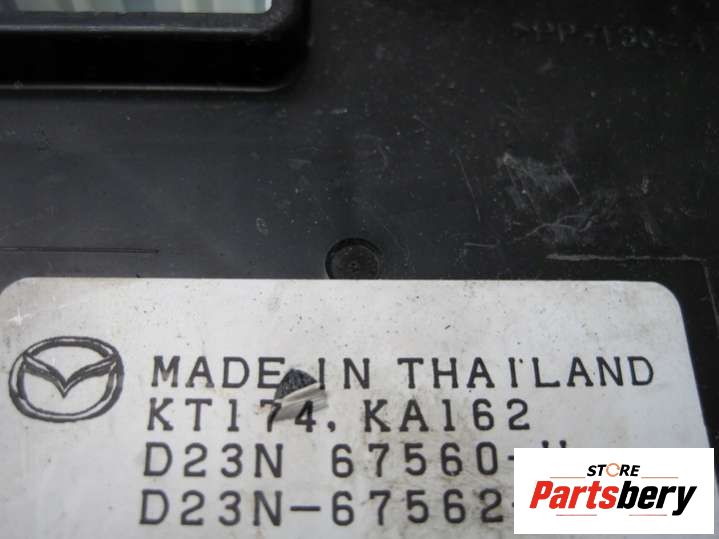 MADE IN THAILAND
KT174, KA162
D23N 67560-
D23N-67562-
STORE
Partsbery